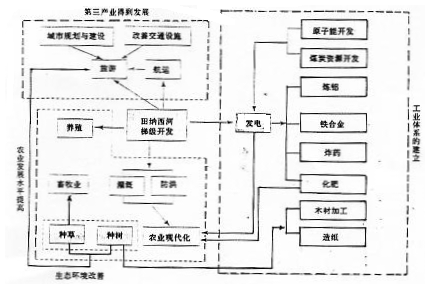 第三产业得到发展
城市规划与建设
改善交通设施
旅游
航运
原子能开发
煤炭资源开发
炼铝
养殖
田纳西河
梯级开发
发电
铁合金
炸药
畜牧业
灌溉
防洪
化肥
木材加工
种草
种树
农业现代化
造纸
生态环境改善
农业发展水平提高
工业体系的建立